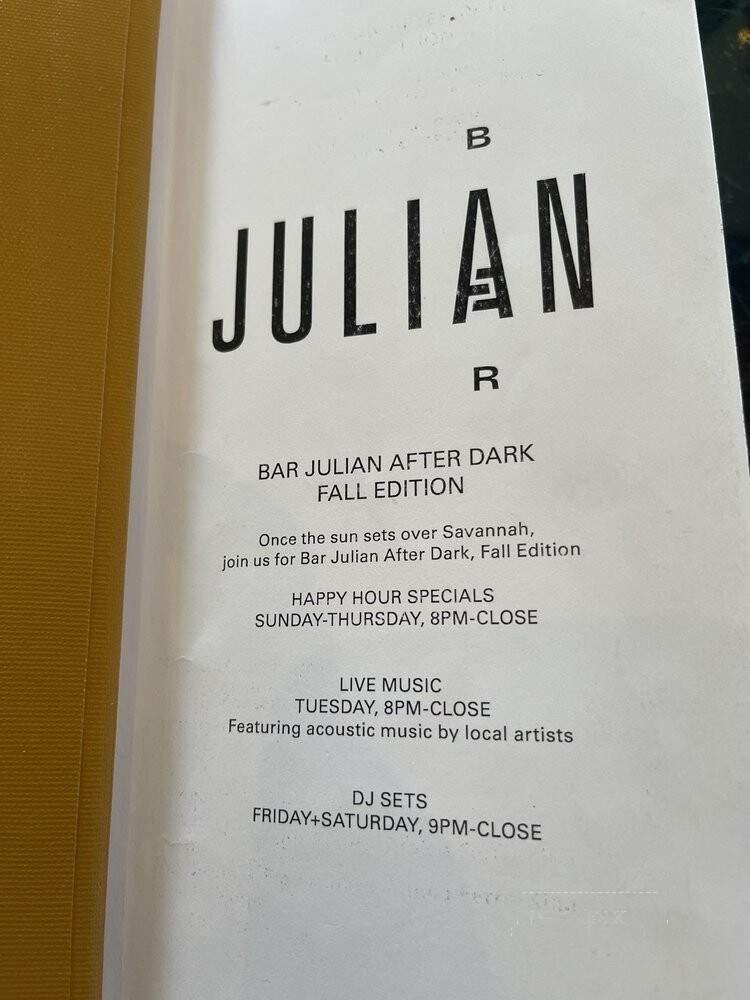 B
JULIAN
R
BAR JULIAN AFTER DARK
FALL EDITION
Once the sun sets over Savannah,
join us for Bar Julian After Dark, Fall Edition
HAPPY HOUR SPECIALS
SUNDAY-THURSDAY, 8PM-CLOSE
LIVE MUSIC
TUESDAY, 8PM-CLOSE
Featuring acoustic music by local artists
DJ SETS
FRIDAY+SATURDAY, 9PM-CLOSE